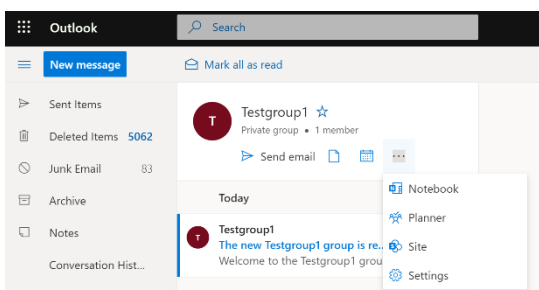 Outlook
Search
New message
Mark all as read
Sent Items
Deleted Items 5062
Junk Email 83
Archive
Notes
Conversation Hist...
T
Testgroup1
Private group • 1 member
Send email
Notebook
Planner
Site
Settings
Today
T
Testgroup1
The new Testgroup1 group is re..
Welcome to the Testgroup1 grou